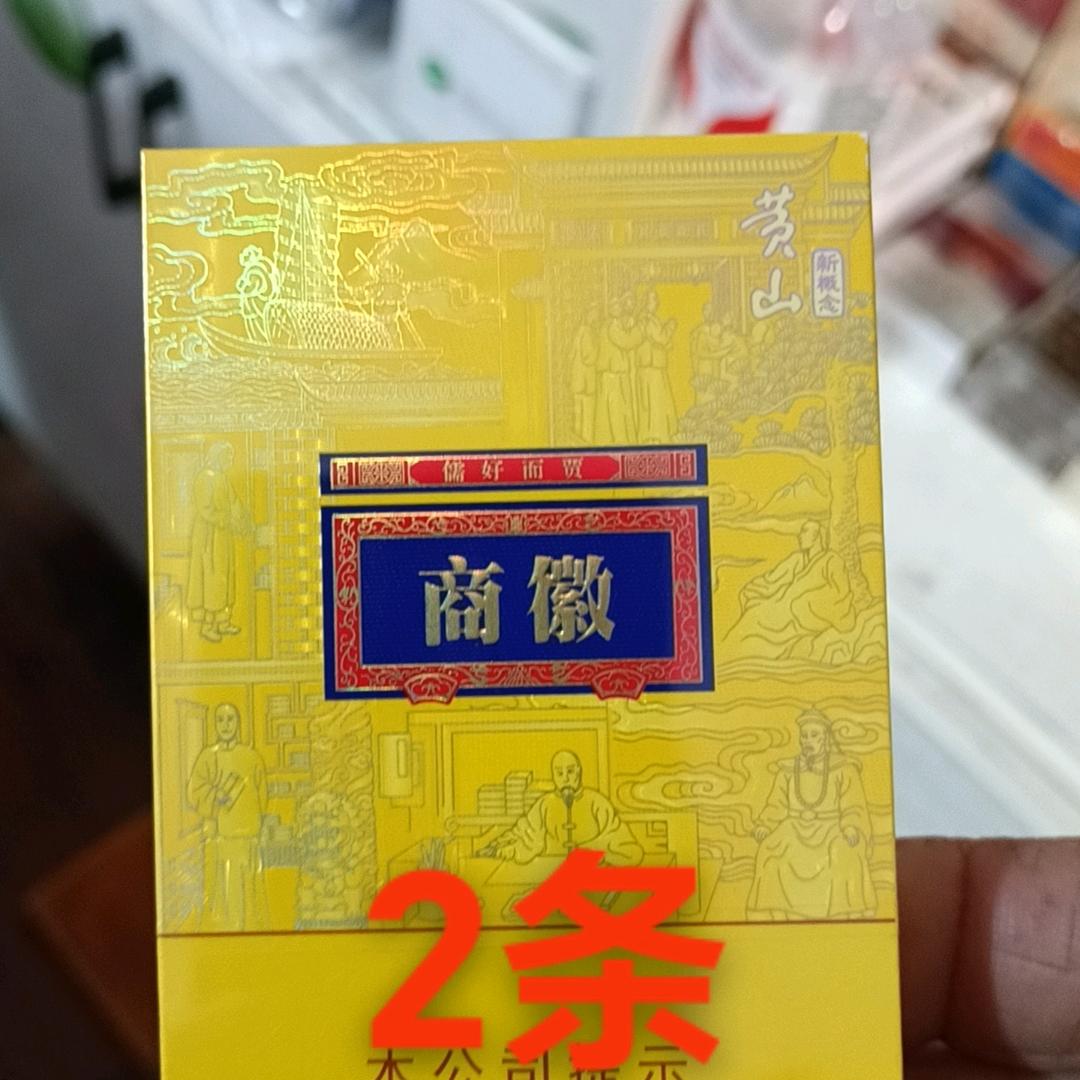 黄山
新概念
儒好而贾
商徽
2条
本公司提示